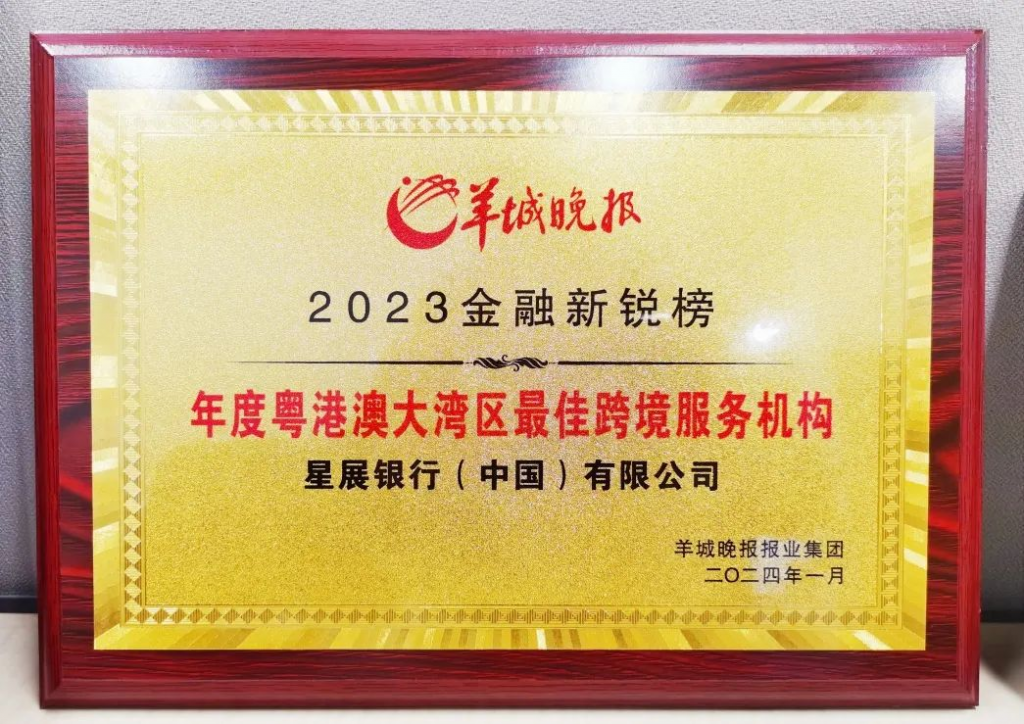 羊城晚报
2023金融新锐榜
年度粤港澳大湾区最佳跨境服务机构
星展银行（中国）有限公司
羊城晚报报业集团
二〇二四年一月